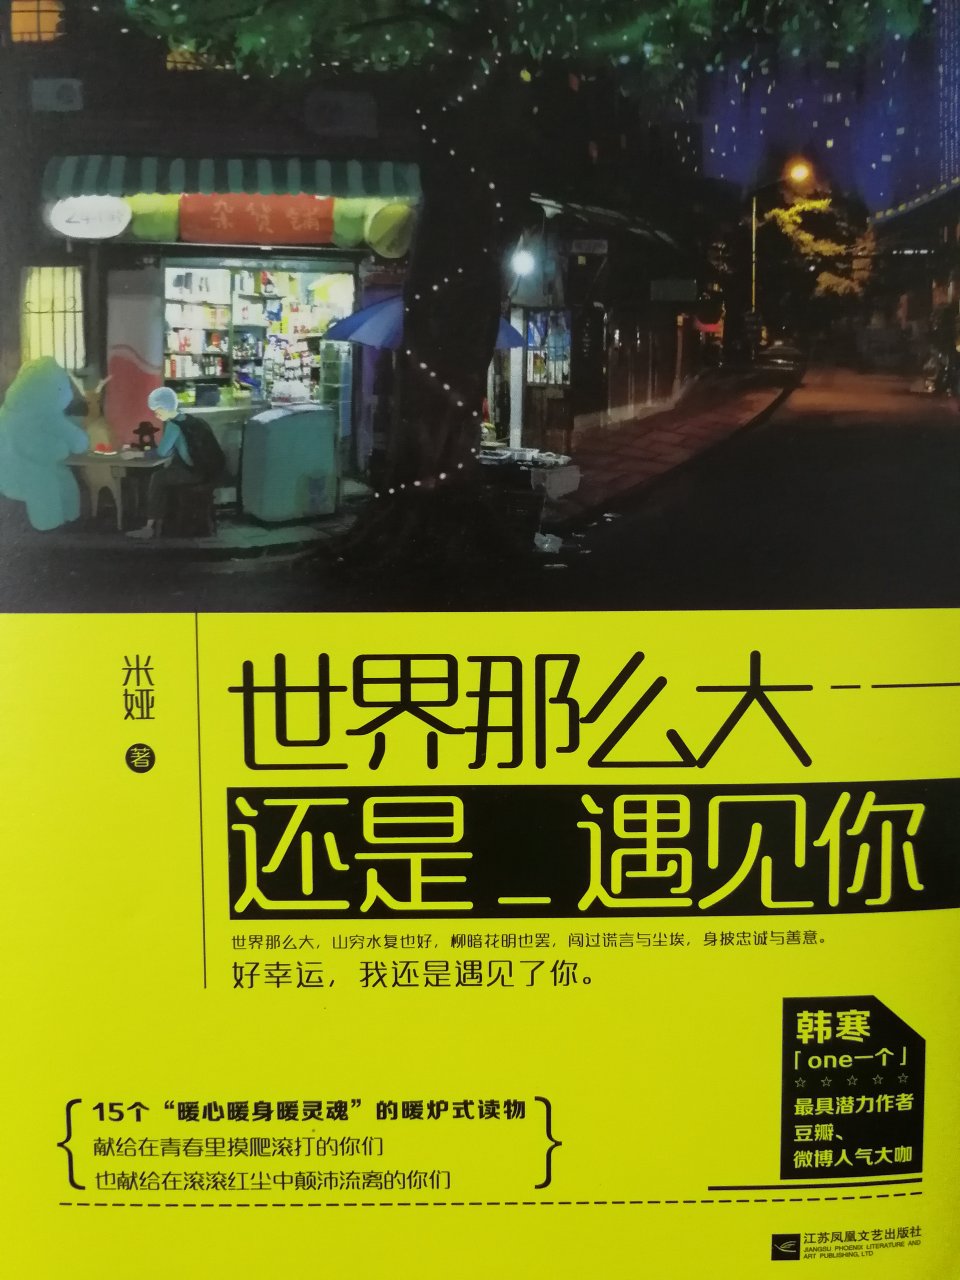 24小时
杂货铺
米娅 著
世界那么大
还是_遇见你
世界那么大，山穷水复也好，柳暗花明也罢，闯过谎言与尘埃，身披忠诚与善意。
好幸运，我还是遇见了你。
韩寒
「one一个」
☆ ☆ ☆ ☆ ☆
最具潜力作者
豆瓣、
微博人气大咖
15个“暖心暖身暖灵魂”的暖炉式读物
献给在青春里摸爬滚打的你们
也献给在滚滚红尘中颠沛流离的你们
江苏凤凰文艺出版社
JIANGSU PHOENIX LITERATURE AND
ART PUBLISHING, LTD